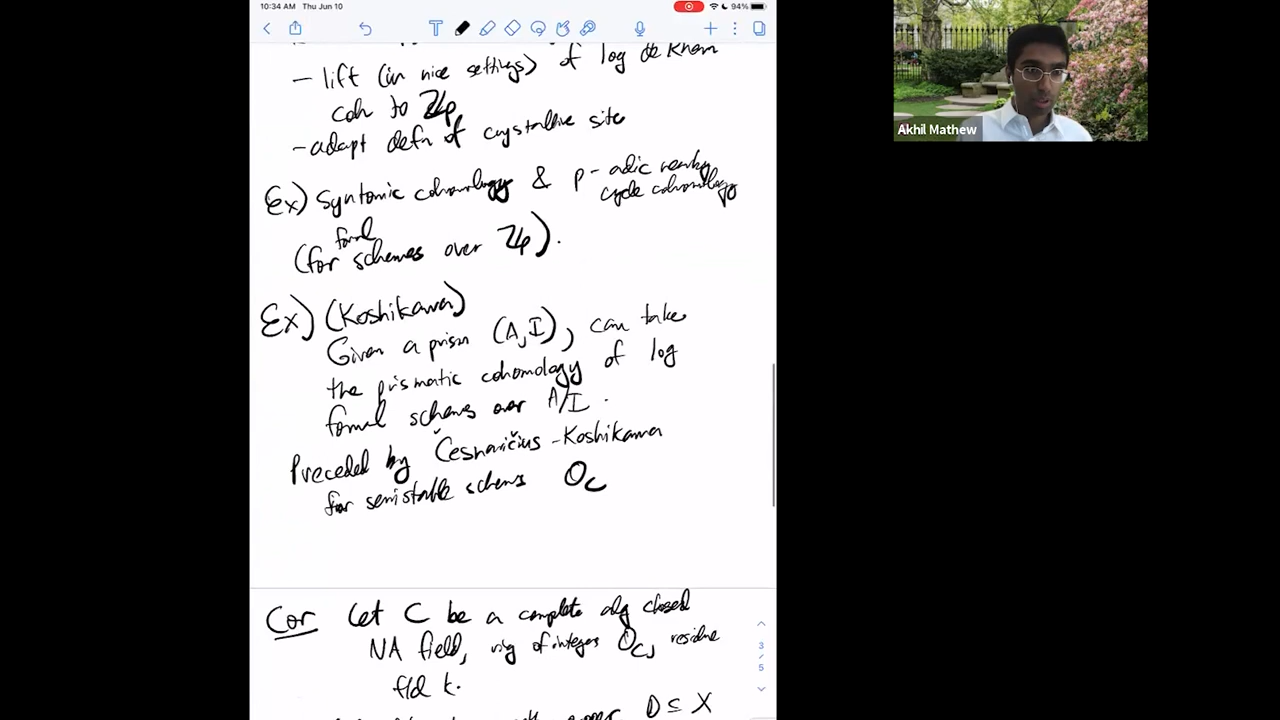 10:34 AM Thu Jun 10
94%
— lift (in nice settings) of log de Rham
coh to Zp
— adapt defn of crystalline site
Ex) Syntomic cohomology & p-adic nearby
cycle cohomology
(for formal schemes over Zp).
Ex) (Koshikawa)
Given a prism (A, I), can take
the prismatic cohomology of log
formal schemes over A/I.
Preceded by Česnavičius-Koshikawa
for semistable schemes O_C
Cor Let C be a complete alg closed
NA field, ring of integers O_C, residue
fld k.
D ⊆ X
3/5
Akhil Mathew